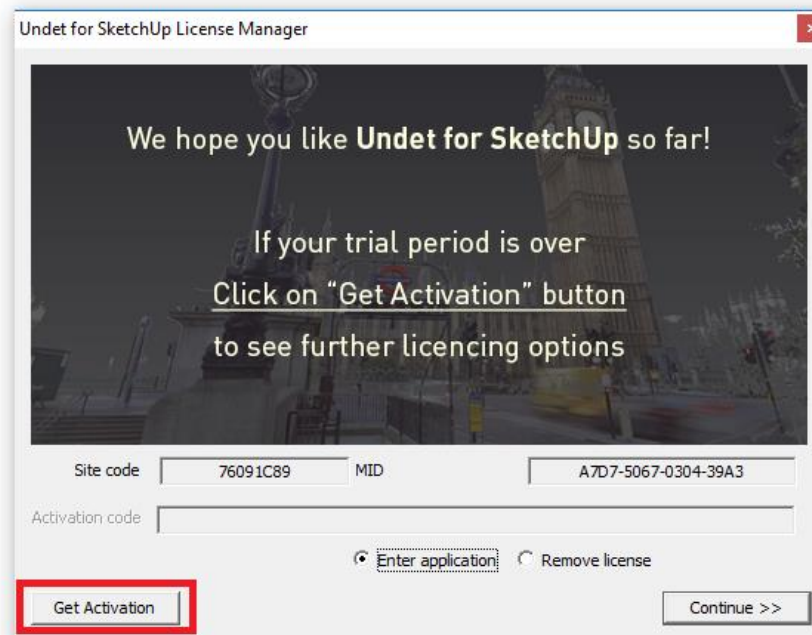 Undet for SketchUp License Manager
We hope you like Undet for SketchUp so far!
If your trial period is over
Click on “Get Activation” button
to see further licencing options
Site code 76091C89 MID A7D7-5067-0304-39A3
Activation code
Enter application Remove license
Get Activation Continue >>